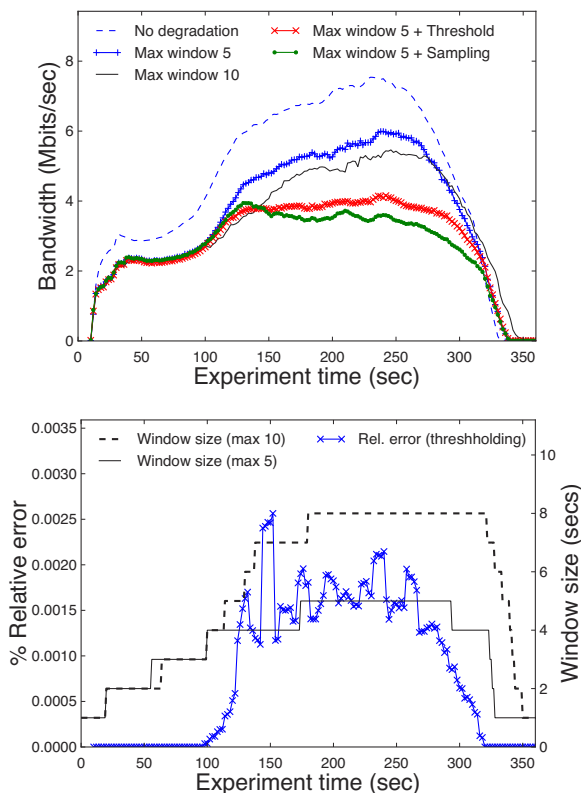 No degradation
Max window 5
Max window 10
Max window 5 + Threshold
Max window 5 + Sampling
8
6
4
2
0
Bandwidth (Mbits/sec)
0 50 100 150 200 250 300 350
Experiment time (sec)
Window size (max 10)
Window size (max 5)
Rel. error (threshholding)
0.0035
0.0030
0.0025
0.0020
0.0015
0.0010
0.0005
0.0000
% Relative error
10
8
6
4
2
0
Window size (secs)
0 50 100 150 200 250 300 350
Experiment time (sec)